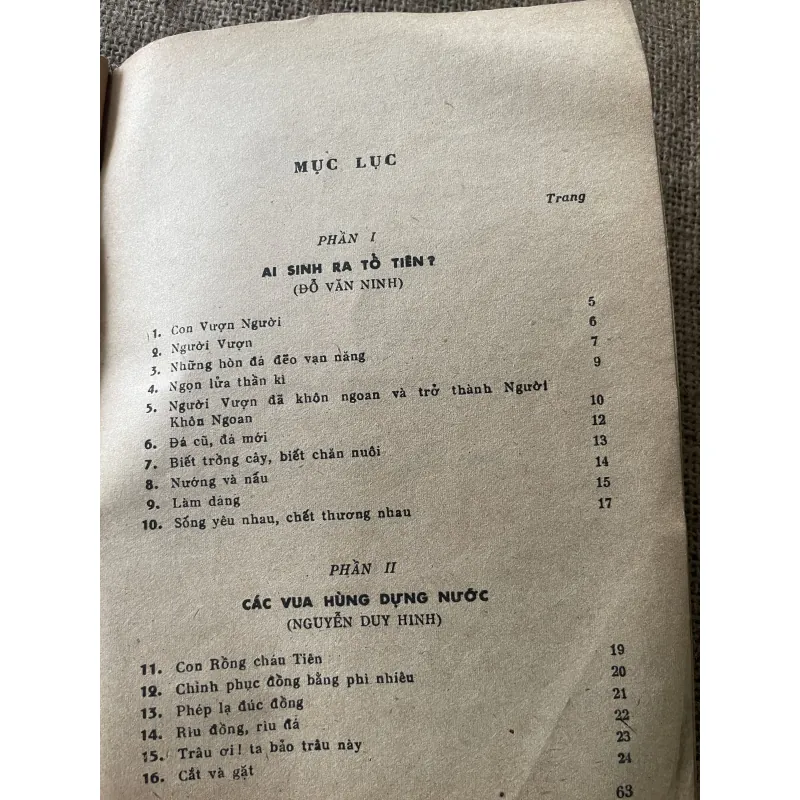 MỤC LỤC
Trang
PHẦN I
AI SINH RA TỔ TIÊN?
(ĐỖ VĂN NINH)
1. Con Vượn Người 5
2. Người Vượn 6
3. Những hòn đá đẽo vạn năng 7
4. Ngọn lửa thần kì 9
5. Người Vượn đã khôn ngoan và trở thành Người
Khôn Ngoan 10
6. Đá cũ, đá mới 12
7. Biết trồng cây, biết chăn nuôi 13
8. Nướng và nấu 14
9. Làm dáng 15
10. Sống yêu nhau, chết thương nhau 17
PHẦN II
CÁC VUA HÙNG DỰNG NƯỚC
(NGUYỄN DUY HINH)
11. Con Rồng cháu Tiên 19
12. Chinh phục đồng bằng phì nhiêu 20
13. Phép lạ đúc đồng 21
14. Rìu đồng, rìu đá 22
15. Trâu ơi! ta bảo trâu này 23
16. Cắt và gặt 24
63